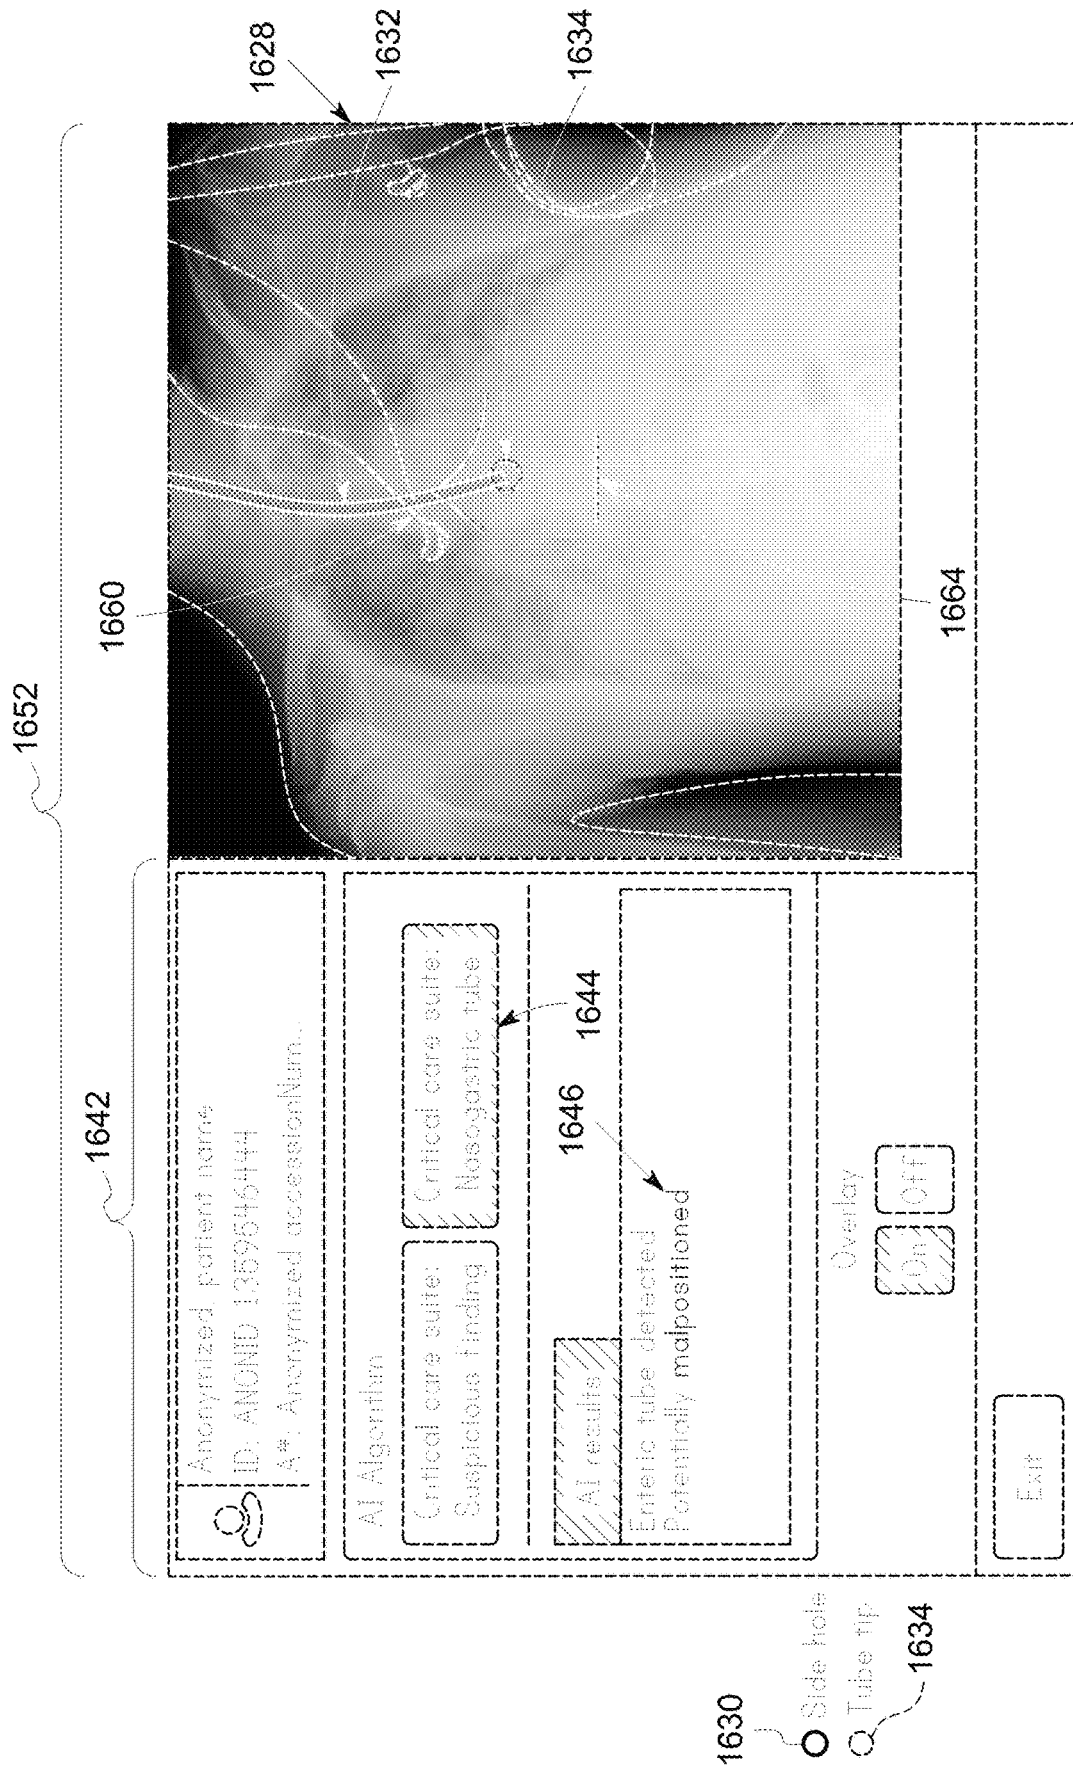 1652
1642
1660
1628
1632
1634
Anonymized, patient name
ID: ANONID 1359646444
A#: Anonymized accessionNum...
AI Algorithm
Critical care suite:
Suspicious finding
Critical care suite:
Nosogastric tube
1644
AI results
1646
Enteric tube detected
Potentially malpositioned
Overlay
On
Off
1664
Exit
1630
Side hole
Tube tip
1634